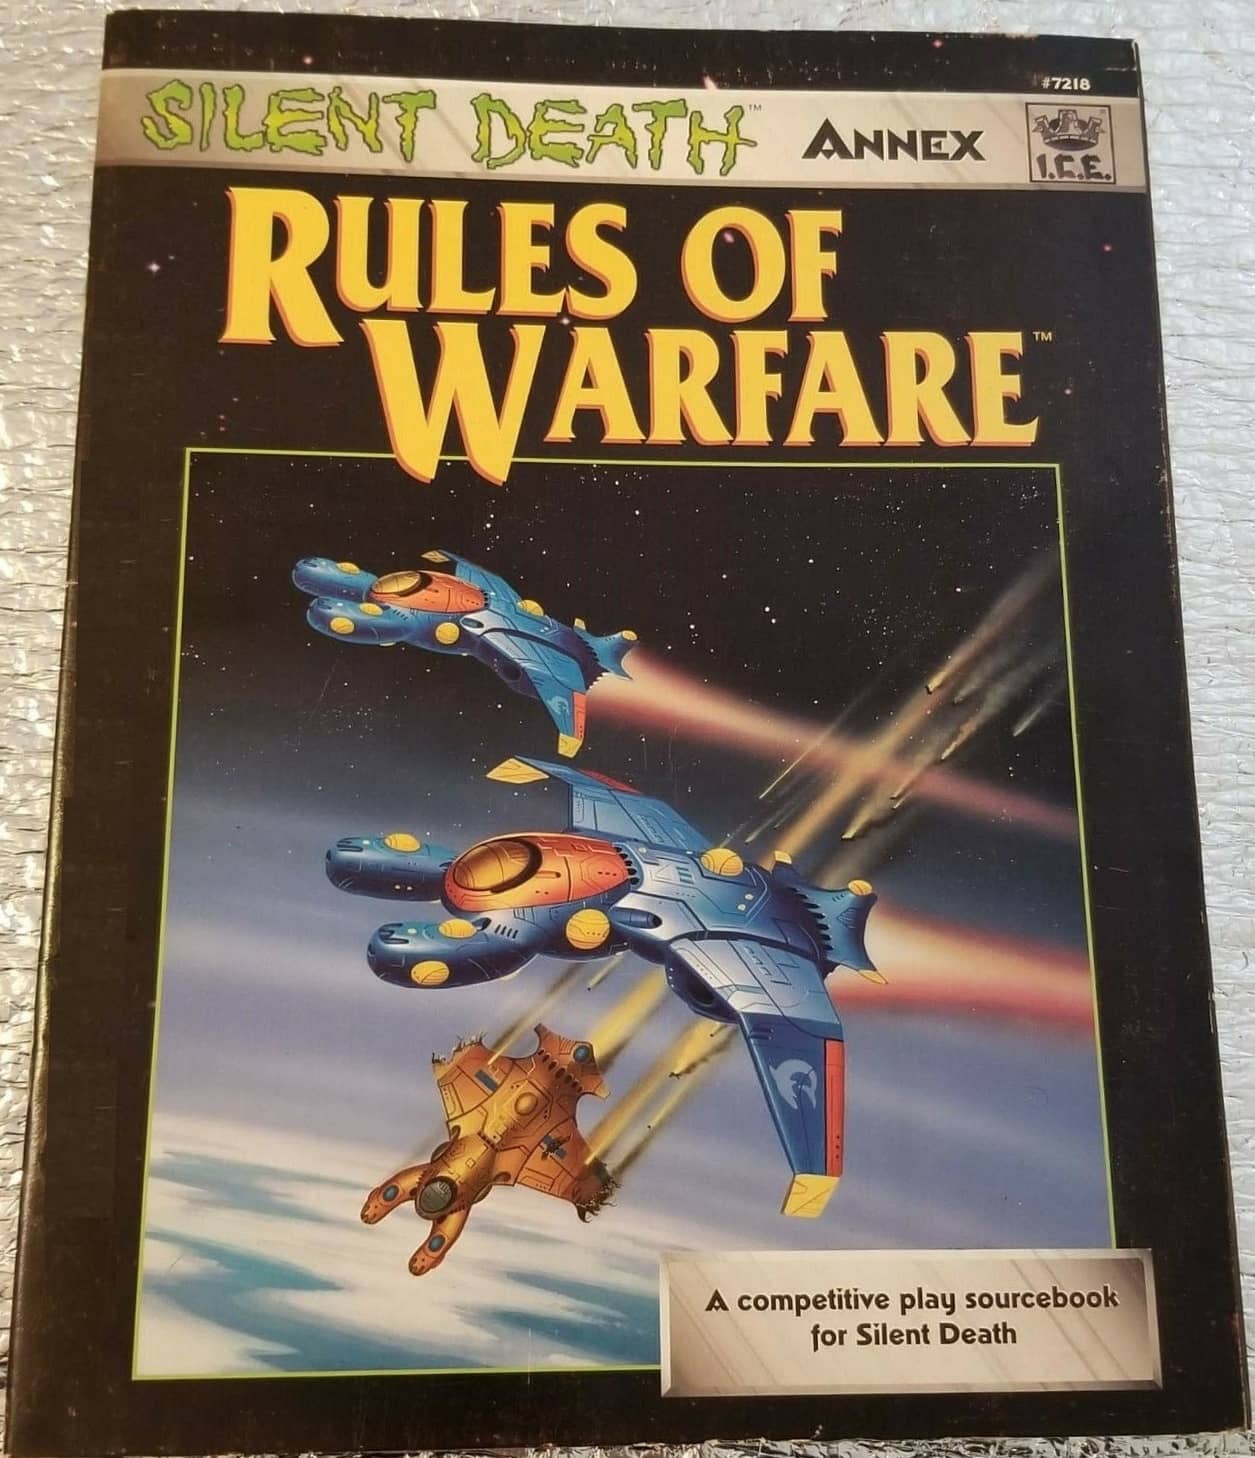 #7218
SILENT DEATH™ ANNEX
I.C.E.
RULES OF
WARFARE™
A competitive play sourcebook
for Silent Death